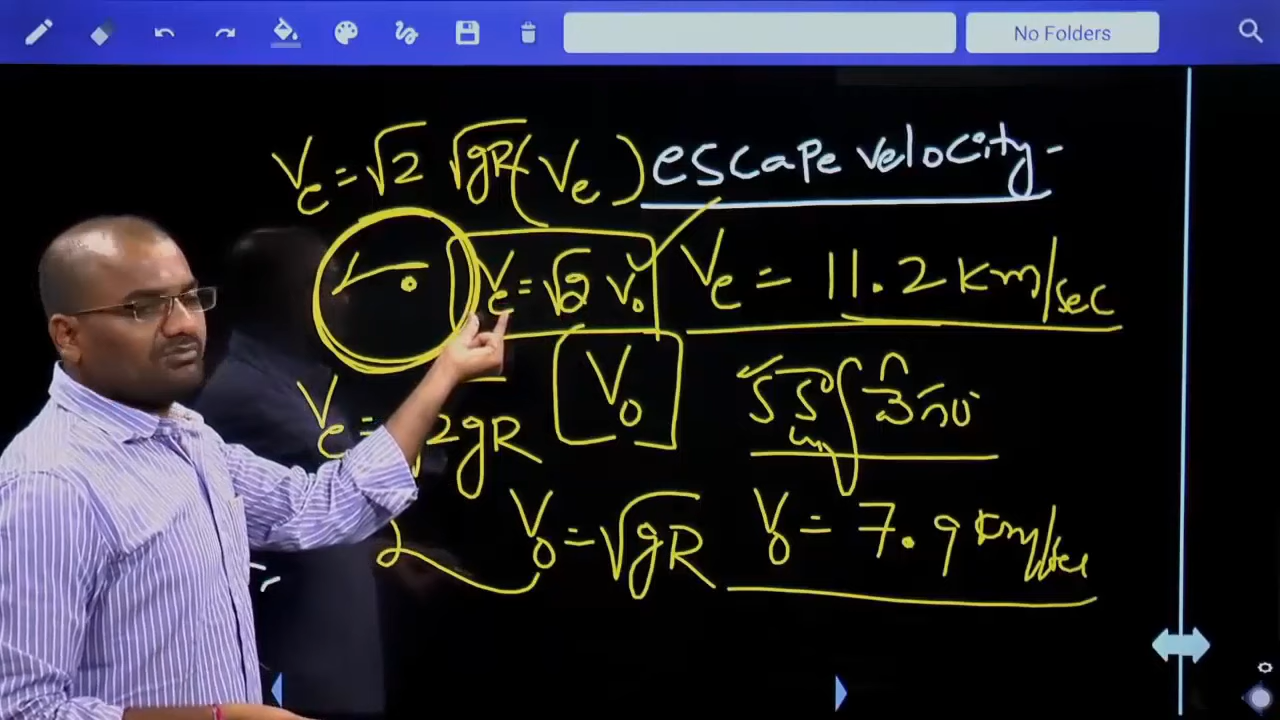 No Folders
Vₑ = √2 √gR (Vₑ) escape velocity-
Vₑ = √2 V₀
Vₑ = 11.2 Km/sec
V₀
Vₑ = √2gR
V₀ = √gR
V₀ = 7.9 Km/sec